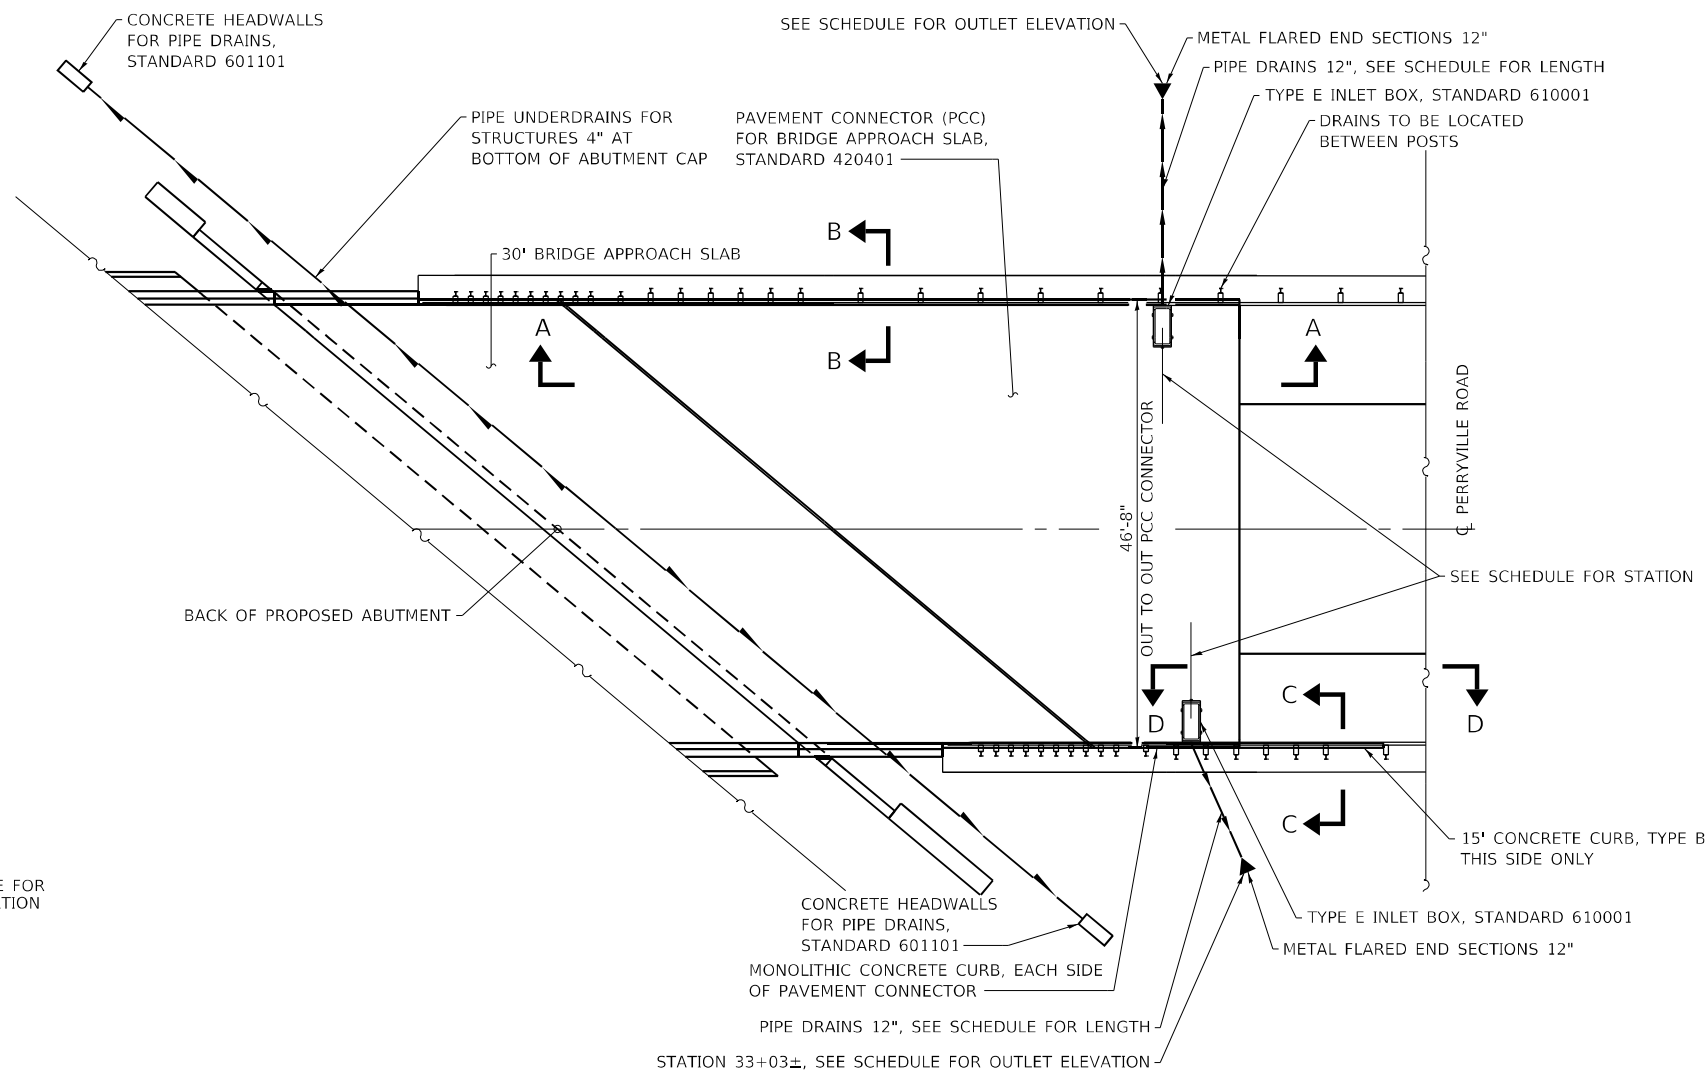 CONCRETE HEADWALLS
FOR PIPE DRAINS,
STANDARD 601101
SEE SCHEDULE FOR OUTLET ELEVATION
METAL FLARED END SECTIONS 12"
PIPE DRAINS 12", SEE SCHEDULE FOR LENGTH
TYPE E INLET BOX, STANDARD 610001
DRAINS TO BE LOCATED
BETWEEN POSTS
PIPE UNDERDRAINS FOR
STRUCTURES 4" AT
BOTTOM OF ABUTMENT CAP
PAVEMENT CONNECTOR (PCC)
FOR BRIDGE APPROACH SLAB,
STANDARD 420401
B
30' BRIDGE APPROACH SLAB
A
B
A
46'-8"
OUT TO OUT PCC CONNECTOR
℄ PERRYVILLE ROAD
SEE SCHEDULE FOR STATION
BACK OF PROPOSED ABUTMENT
D
C
D
C
15' CONCRETE CURB, TYPE B
THIS SIDE ONLY
E FOR
TION
CONCRETE HEADWALLS
FOR PIPE DRAINS,
STANDARD 601101
TYPE E INLET BOX, STANDARD 610001
METAL FLARED END SECTIONS 12"
MONOLITHIC CONCRETE CURB, EACH SIDE
OF PAVEMENT CONNECTOR
PIPE DRAINS 12", SEE SCHEDULE FOR LENGTH
STATION 33+03±, SEE SCHEDULE FOR OUTLET ELEVATION